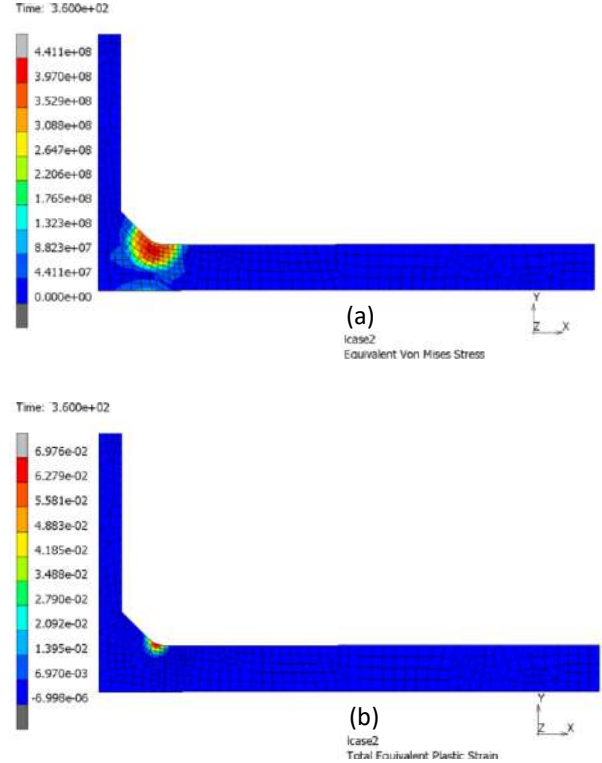 Time: 3.600e+02
4.411e+08
3.970e+08
3.529e+08
3.088e+08
2.647e+08
2.206e+08
1.765e+08
1.323e+08
8.823e+07
4.411e+07
0.000e+00
(a)
Y
Z X
lcase2
Equivalent Von Mises Stress
Time: 3.600e+02
6.976e-02
6.279e-02
5.581e-02
4.883e-02
4.185e-02
3.488e-02
2.790e-02
2.092e-02
1.395e-02
6.970e-03
-6.998e-06
(b)
Y
Z X
lcase2
Total Equivalent Plastic Strain